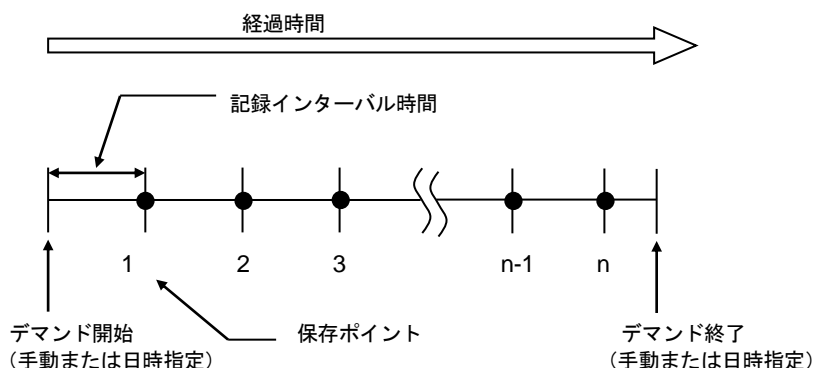 経過時間
記録インターバル時間
1 2 3 n-1 n
デマンド開始
(手動または日時指定)
保存ポイント
デマンド終了
(手動または日時指定)